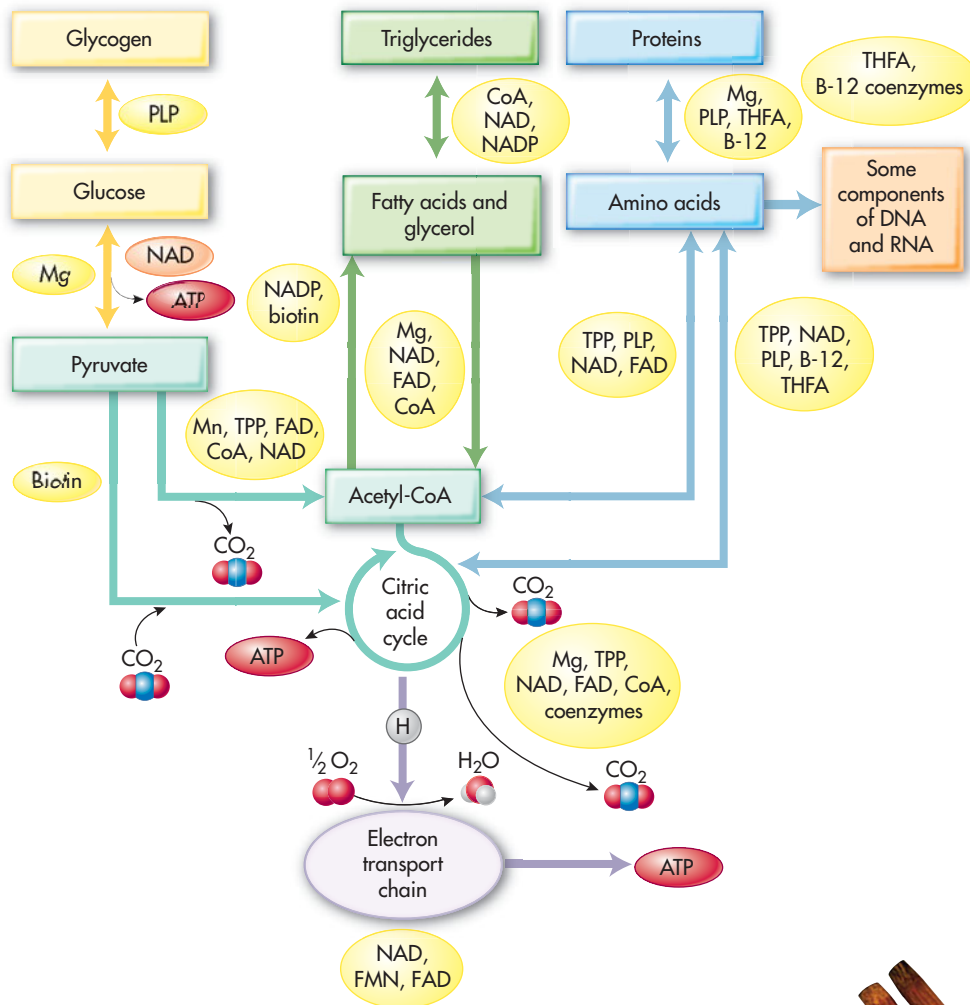 Glycogen
Triglycerides
Proteins
THFA,
B-12 coenzymes
PLP
CoA,
NAD,
NADP
Mg,
PLP, THFA,
B-12
Glucose
Fatty acids and
glycerol
Amino acids
Some
components
of DNA
and RNA
Mg
NAD
ATP
NADP,
biotin
Mg,
NAD,
FAD,
CoA
TPP, PLP,
NAD, FAD
TPP, NAD,
PLP, B-12,
THFA
Pyruvate
Mn, TPP, FAD,
CoA, NAD
Biotin
Acetyl-CoA
CO2
Citric
acid
cycle
CO2
CO2
ATP
Mg, TPP,
NAD, FAD, CoA,
coenzymes
H
½ O2
H2O
CO2
Electron
transport
chain
ATP
NAD,
FMN, FAD